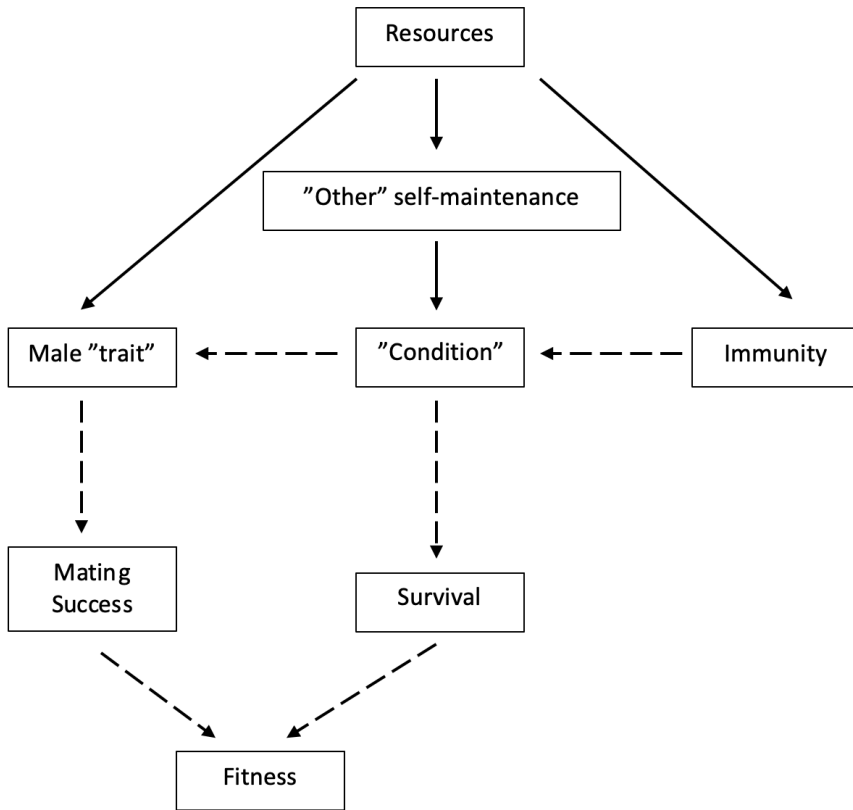 Resources
”Other” self-maintenance
Male ”trait”
”Condition”
Immunity
Mating
Success
Survival
Fitness